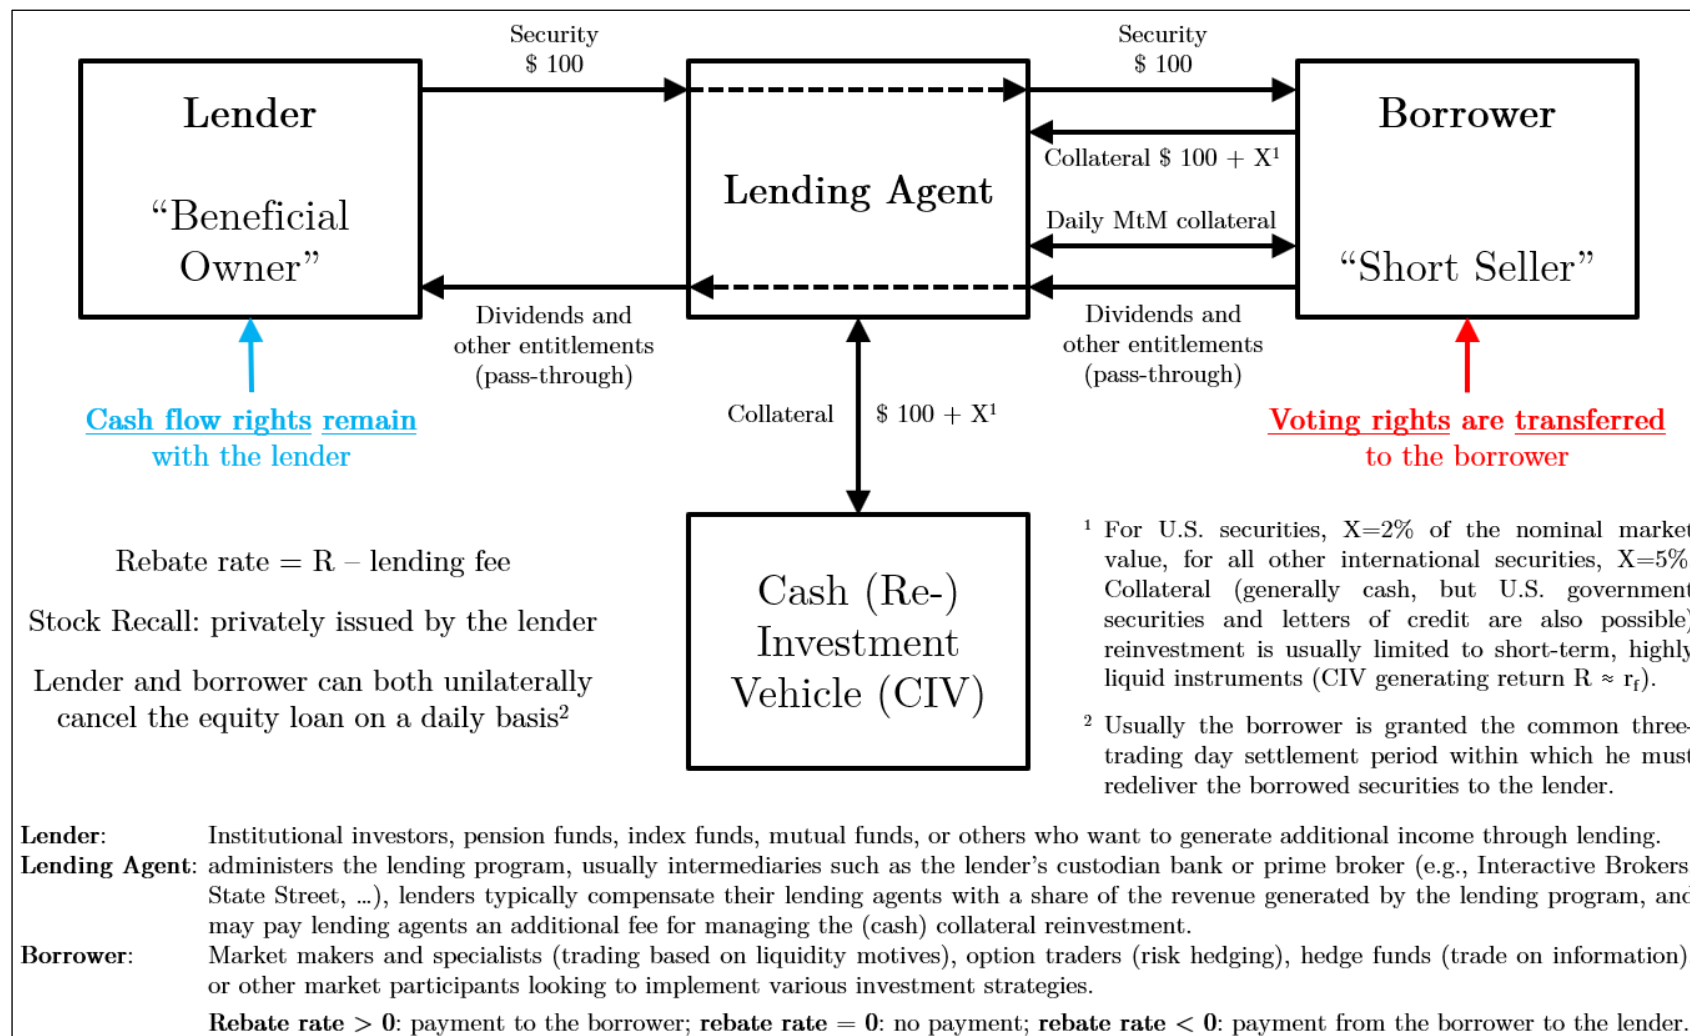 Security
$ 100
Security
$ 100
Lender
“Beneficial
Owner”
Lending Agent
Borrower
“Short Seller”
Collateral $ 100 + X¹
Daily MtM collateral
Dividends and
other entitlements
(pass-through)
Dividends and
other entitlements
(pass-through)
Collateral $ 100 + X¹
Cash flow rights remain
with the lender
Voting rights are transferred
to the borrower
Rebate rate = R – lending fee
Stock Recall: privately issued by the lender
Lender and borrower can both unilaterally
cancel the equity loan on a daily basis²
Cash (Re-)
Investment
Vehicle (CIV)
¹ For U.S. securities, X=2% of the nominal market
value, for all other international securities, X=5%
Collateral (generally cash, but U.S. government
securities and letters of credit are also possible)
reinvestment is usually limited to short-term, highly
liquid instruments (CIV generating return R ≈ rf).
² Usually the borrower is granted the common three-
trading day settlement period within which he must
redeliver the borrowed securities to the lender.
Lender: Institutional investors, pension funds, index funds, mutual funds, or others who want to generate additional income through lending.
Lending Agent: administers the lending program, usually intermediaries such as the lender’s custodian bank or prime broker (e.g., Interactive Brokers
State Street, ...), lenders typically compensate their lending agents with a share of the revenue generated by the lending program, and
may pay lending agents an additional fee for managing the (cash) collateral reinvestment.
Borrower: Market makers and specialists (trading based on liquidity motives), option traders (risk hedging), hedge funds (trade on information)
or other market participants looking to implement various investment strategies.
Rebate rate > 0: payment to the borrower; rebate rate = 0: no payment; rebate rate < 0: payment from the borrower to the lender.